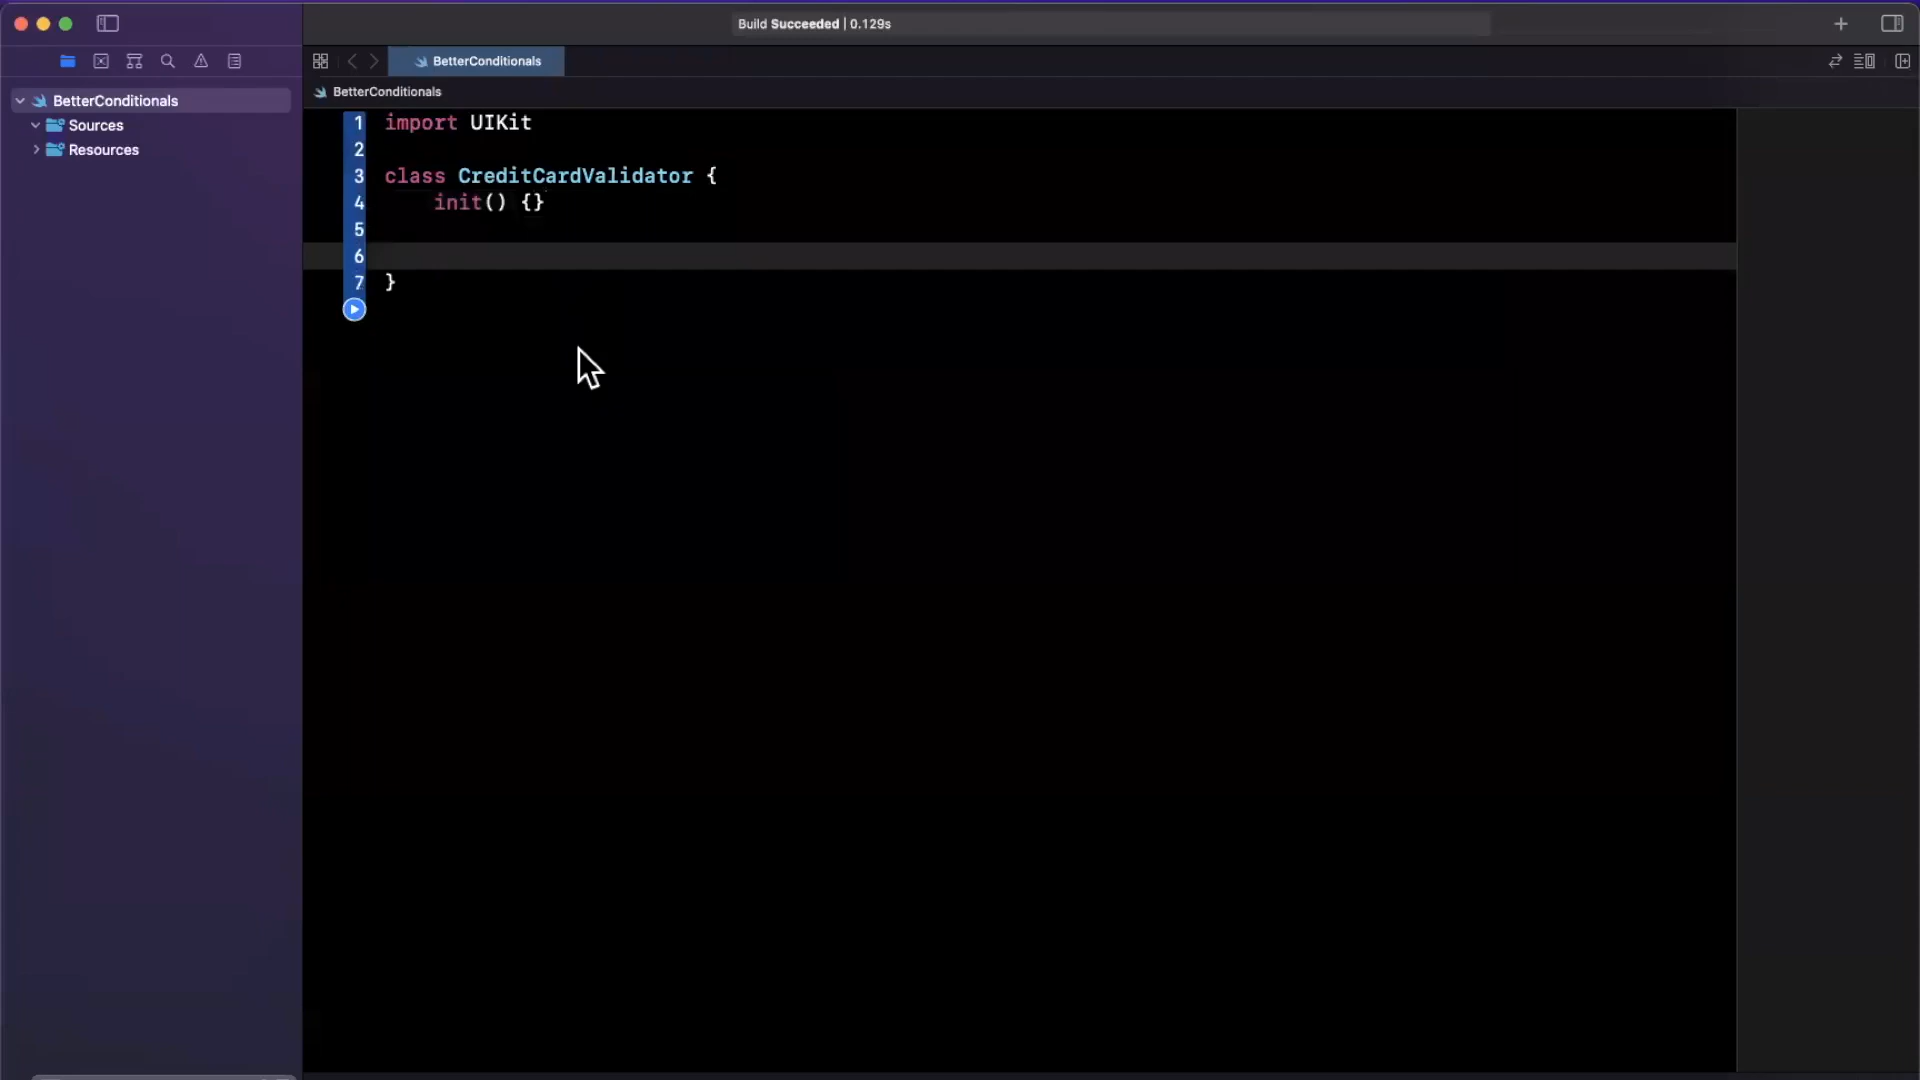 Build Succeeded | 0.129s
BetterConditionals
BetterConditionals
Sources
Resources
BetterConditionals
1 import UIKit
2
3 class CreditCardValidator {
4     init() {}
5
6
7 }